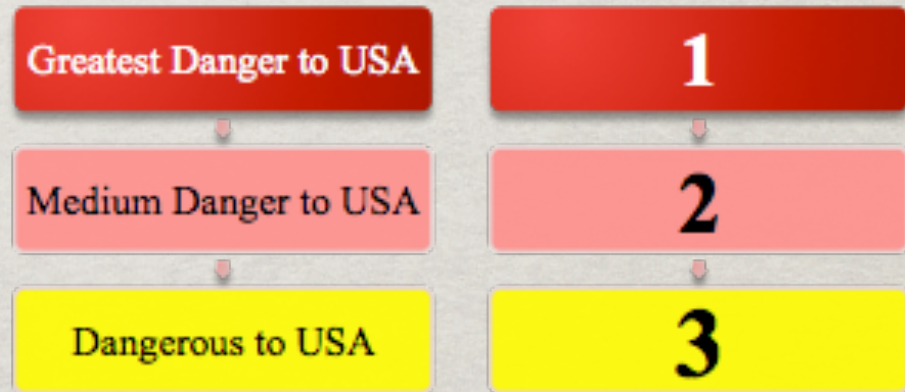 Greatest Danger to USA
1
Medium Danger to USA
2
Dangerous to USA
3